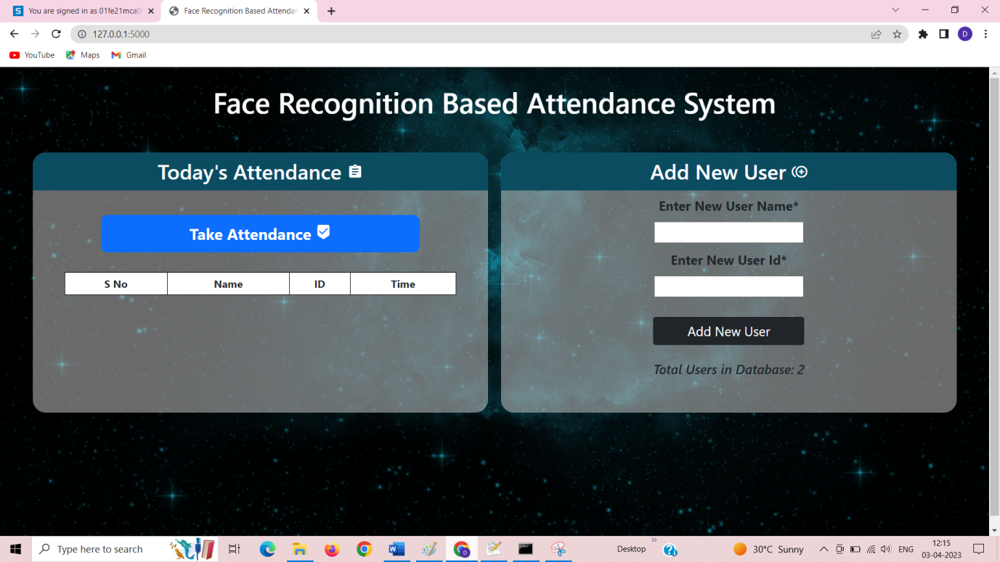 You are signed in as 01fe21mca0
Face Recognition Based Attendan
127.0.0.1:5000
D
YouTube
Maps
Gmail
Face Recognition Based Attendance System
Today's Attendance
Take Attendance
S No Name ID Time
Add New User
Enter New User Name*
Enter New User Id*
Add New User
Total Users in Database: 2
Type here to search
Desktop
30°C Sunny
ENG
12:15
03-04-2023